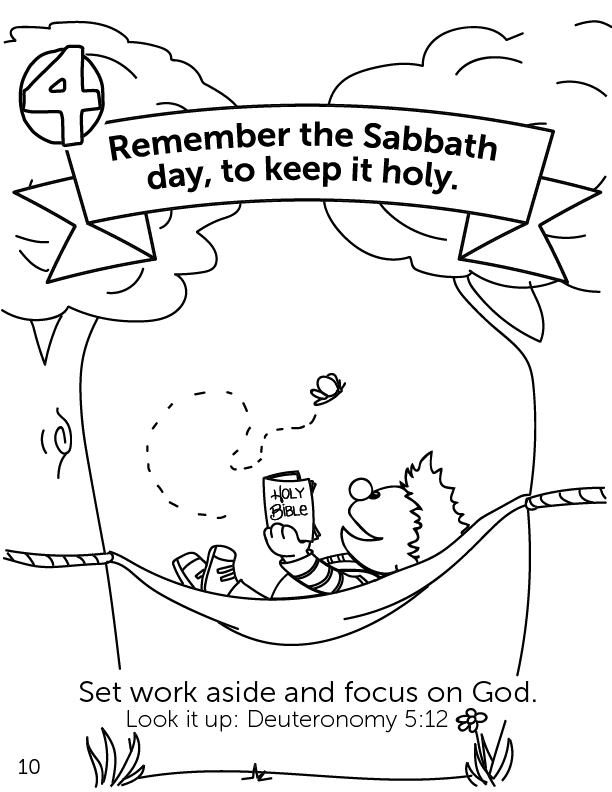 4
Remember the Sabbath
day, to keep it holy.
HOLY
BIBLE
Set work aside and focus on God.
Look it up: Deuteronomy 5:12
10